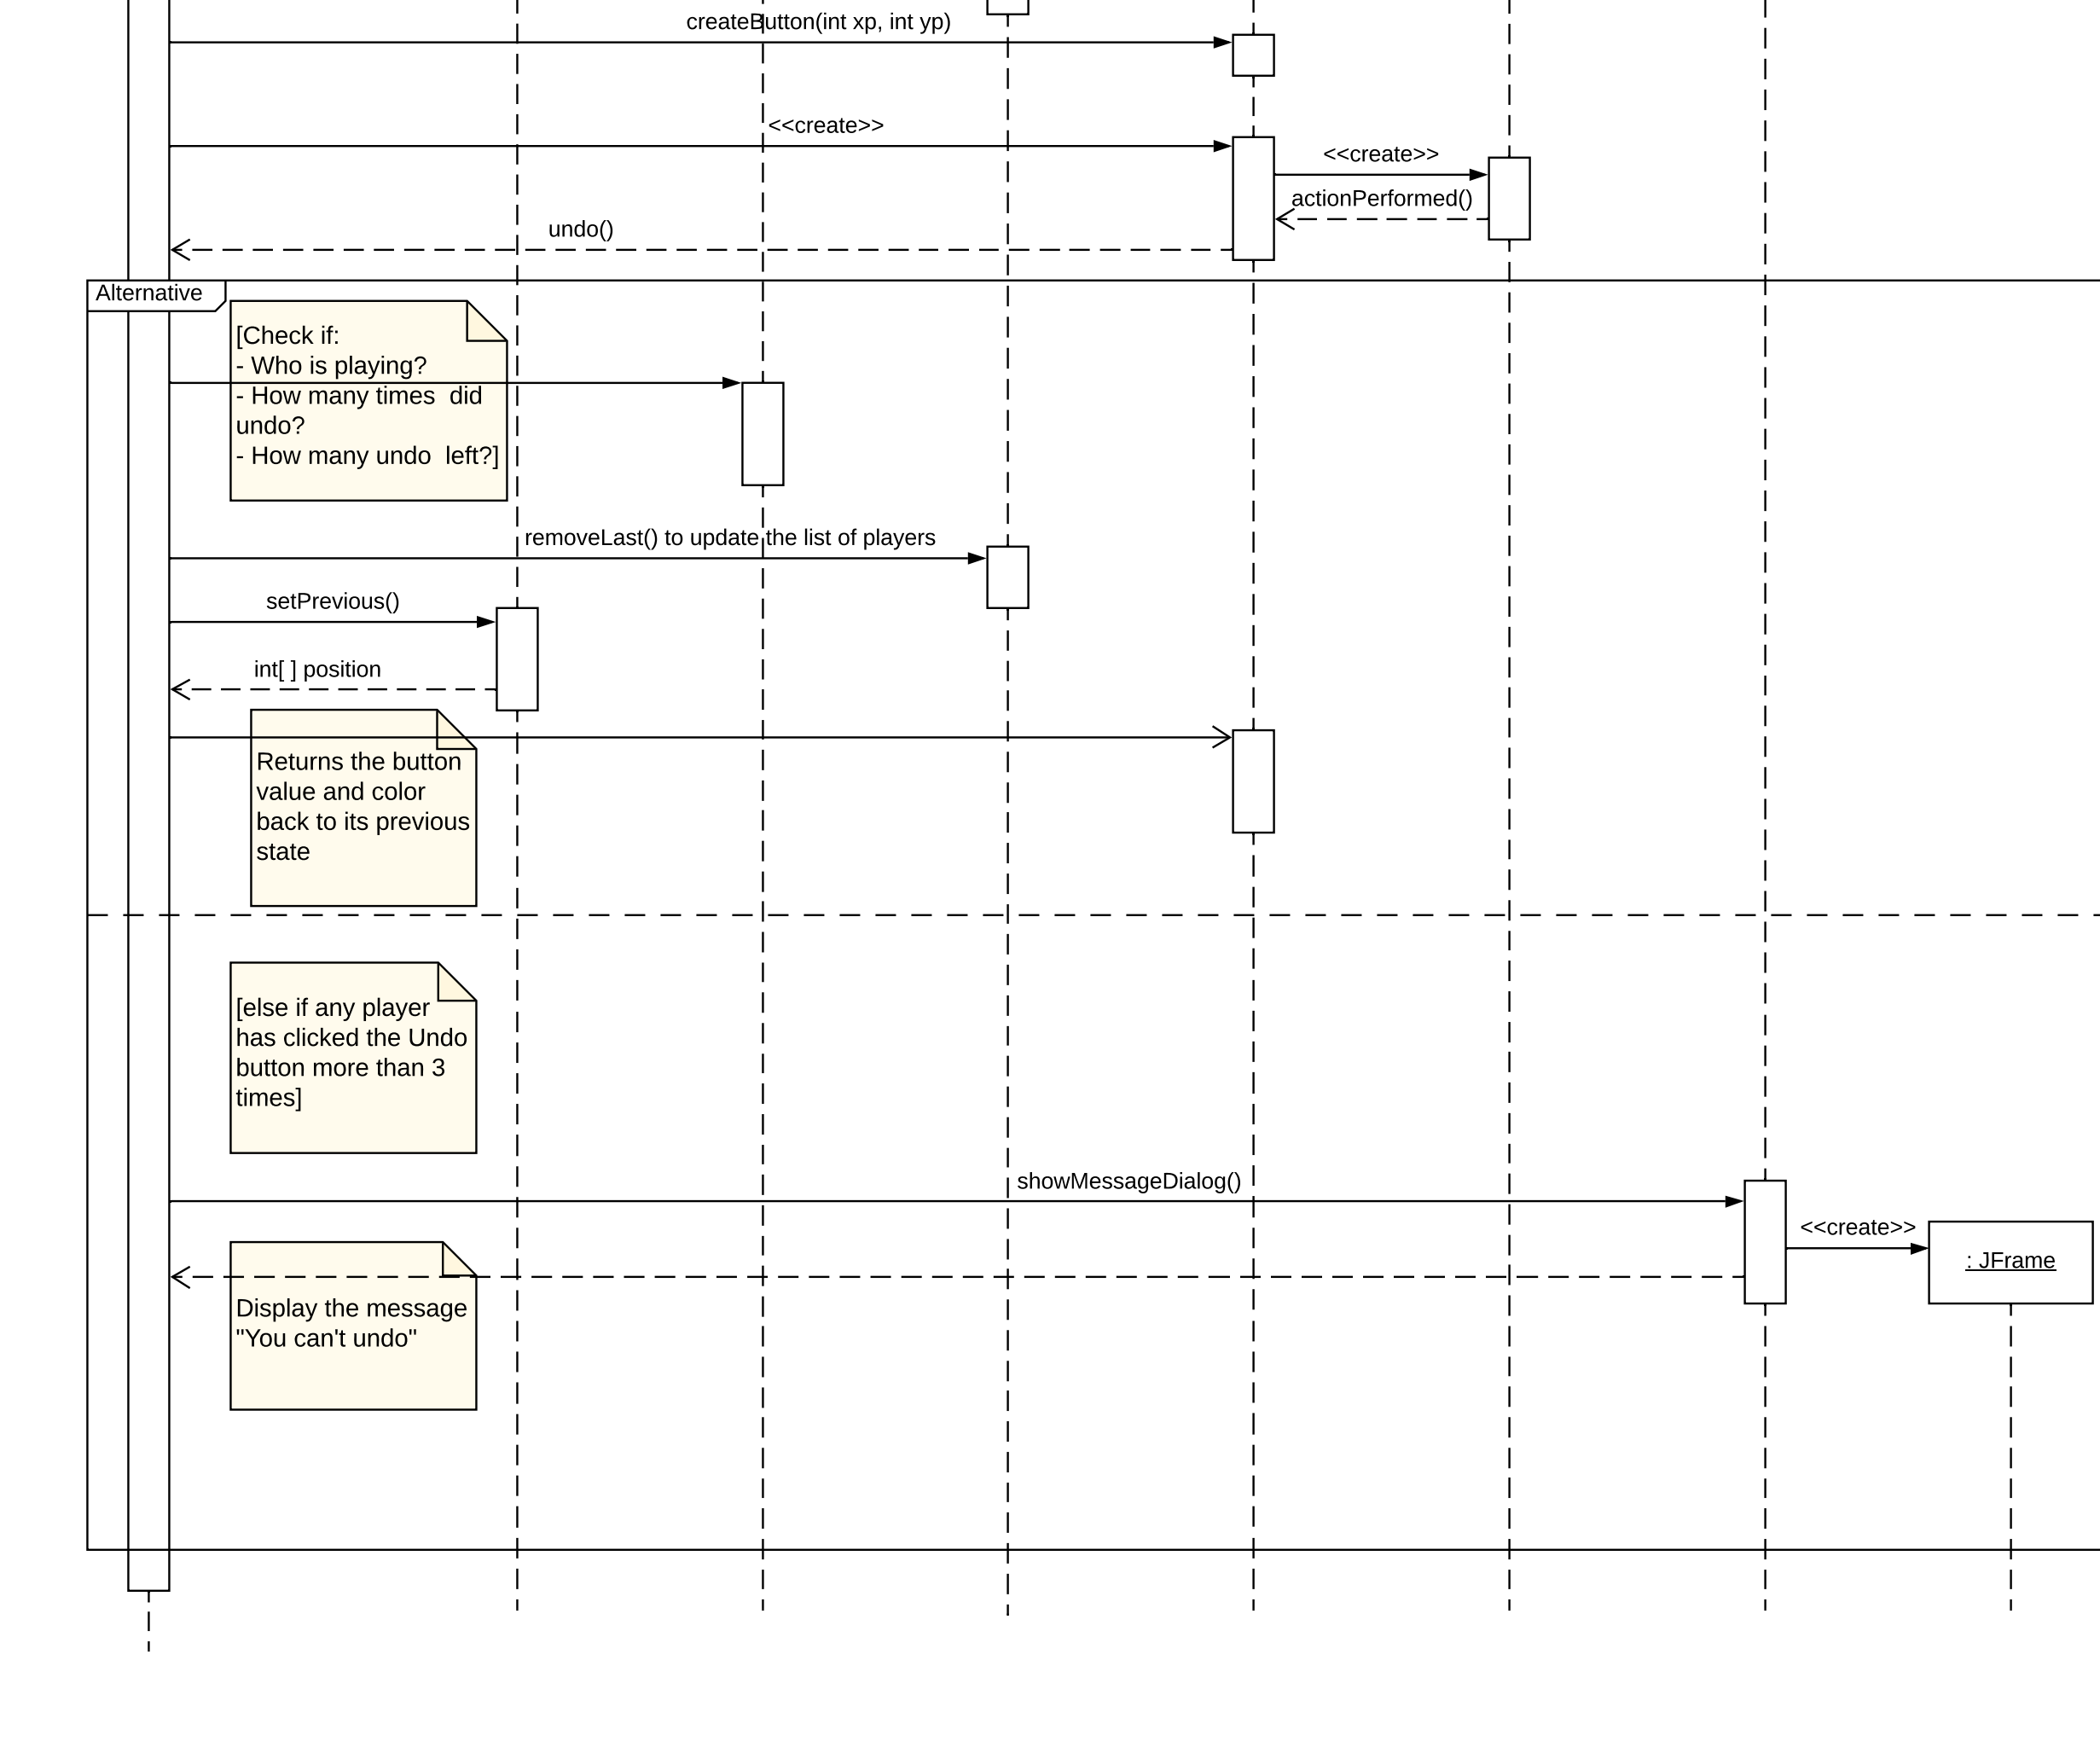 createButton(int xp, int yp)
<<create>>
<<create>>
actionPerformed()
undo()
Alternative
[Check if:
- Who is playing?
- How many times  did
undo?
- How many undo  left?]
removeLast() to update the list of players
setPrevious()
int[ ] position
Returns the button
value and color
back to its previous
state
[else if any player
has clicked the Undo
button more than 3
times]
showMessageDialog()
<<create>>
: JFrame
Display the message
"You can't undo"